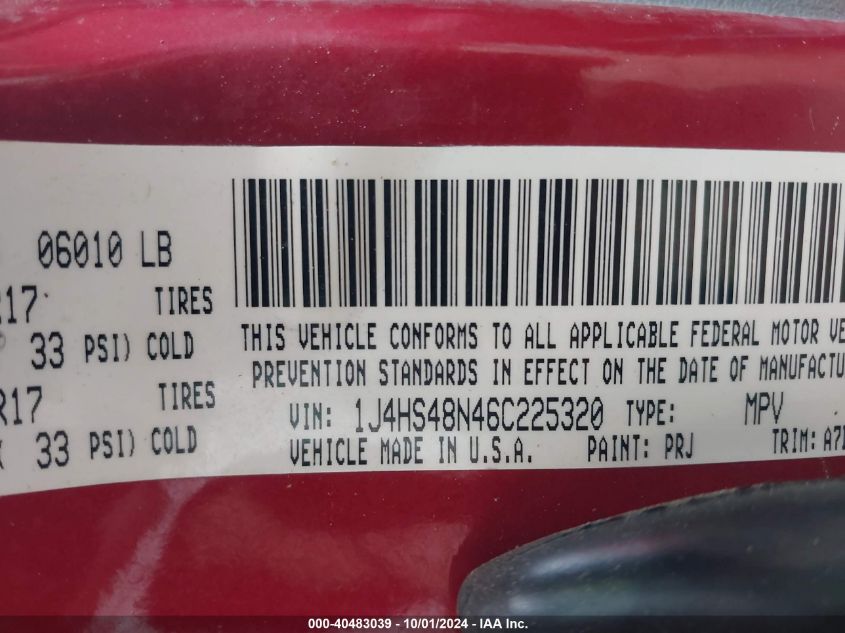 06010 LB
R17 TIRES
33 PSI) COLD
R17 TIRES
33 PSI) COLD
THIS VEHICLE CONFORMS TO ALL APPLICABLE FEDERAL MOTOR VE
PREVENTION STANDARDS IN EFFECT ON THE DATE OF MANUFACTU
VIN: 1J4HS48N46C225320 TYPE: MPV
VEHICLE MADE IN U.S.A. PAINT: PRJ TRIM: A7
000-40483039 - 10/01/2024 - IAA Inc.